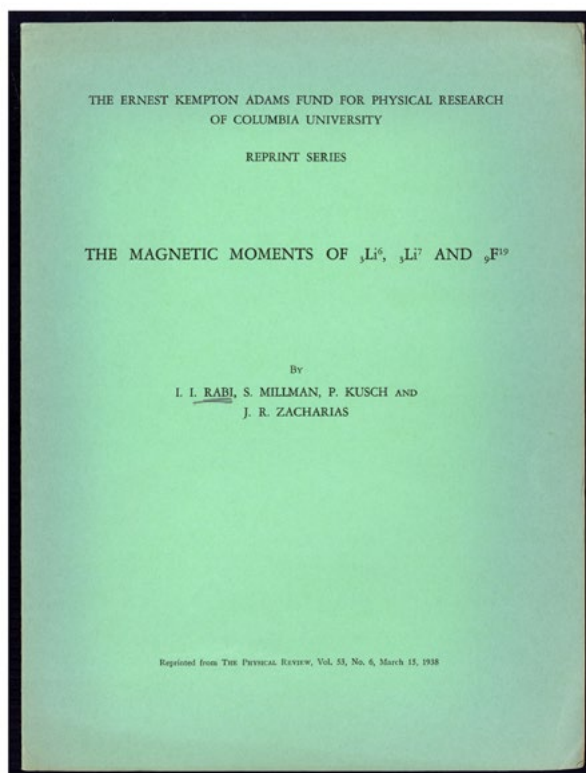 THE ERNEST KEMPTON ADAMS FUND FOR PHYSICAL RESEARCH
OF COLUMBIA UNIVERSITY
REPRINT SERIES
THE MAGNETIC MOMENTS OF ₃Li⁶, ₃Li⁷ AND ₉F¹⁹
By
I. I. RABI, S. MILLMAN, P. KUSCH AND
J. R. ZACHARIAS
Reprinted from THE PHYSICAL REVIEW, Vol. 53, No. 6, March 15, 1938